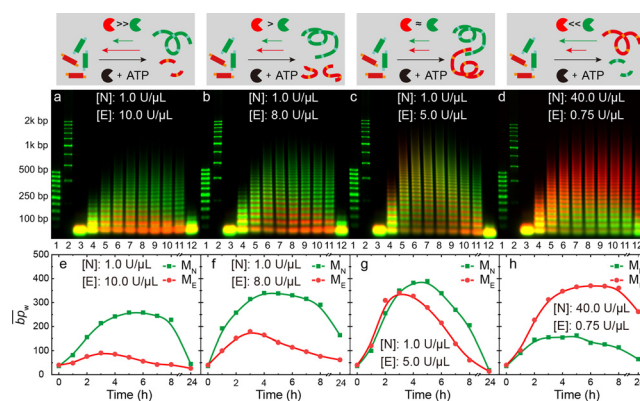 >> > ≈ <<
+ ATP + ATP + ATP + ATP
a b c d
[N]: 1.0 U/µL [N]: 1.0 U/µL [N]: 1.0 U/µL [N]: 40.0 U/µL
[E]: 10.0 U/µL [E]: 8.0 U/µL [E]: 5.0 U/µL [E]: 0.75 U/µL
2k bp
1k bp
500 bp
250 bp
100 bp
1 2 3 4 5 6 7 8 9 10 11 12 1 2 3 4 5 6 7 8 9 10 11 12 1 2 3 4 5 6 7 8 9 10 11 12 1 2 3 4 5 6 7 8 9 10 11 12
e [N]: 1.0 U/µL M_N f [N]: 1.0 U/µL M_N g M_N h M_N
[E]: 10.0 U/µL M_E [E]: 8.0 U/µL M_E M_E M_E
[N]: 40.0 U/µL
[E]: 0.75 U/µL
[N]: 1.0 U/µL
[E]: 5.0 U/µL
bp_w
400
300
200
100
0
0 2 4 6 8 24 0 2 4 6 8 24 0 2 4 6 8 24 0 2 4 6 8 24
Time (h) Time (h) Time (h) Time (h)